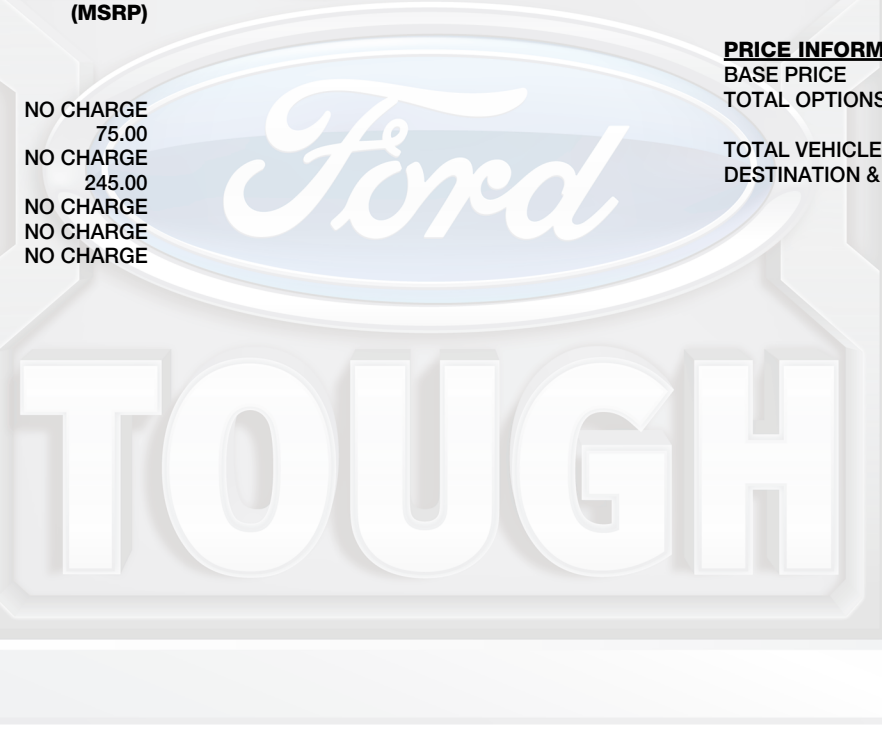 (MSRP)
NO CHARGE
75.00
NO CHARGE
245.00
NO CHARGE
NO CHARGE
NO CHARGE
PRICE INFORM
BASE PRICE
TOTAL OPTIONS
TOTAL VEHICLE
DESTINATION &
Ford
TOUGH